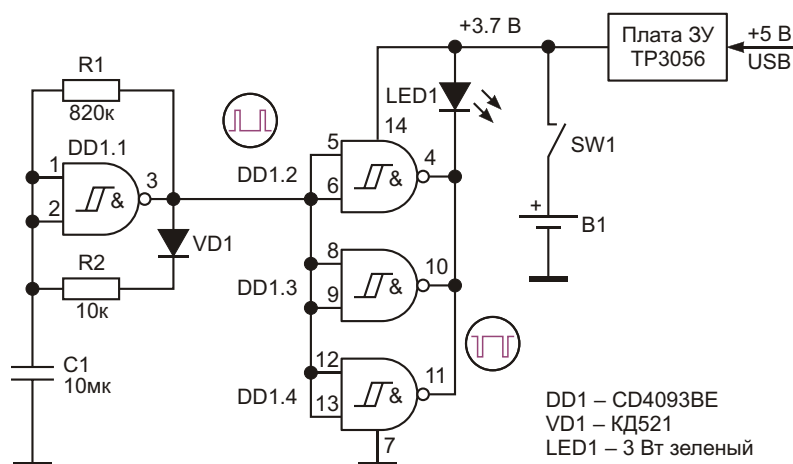 +3.7 В
Плата ЗУ
TP3056
+5 В
USB
R1
820к
LED1
DD1.1
14
1
2
3
&
DD1.2
5
6
4
&
SW1
+
B1
VD1
R2
10к
DD1.3
8
9
10
&
C1
10мк
DD1.4
12
13
11
&
7
DD1 – CD4093BE
VD1 – КД521
LED1 – 3 Вт зеленый